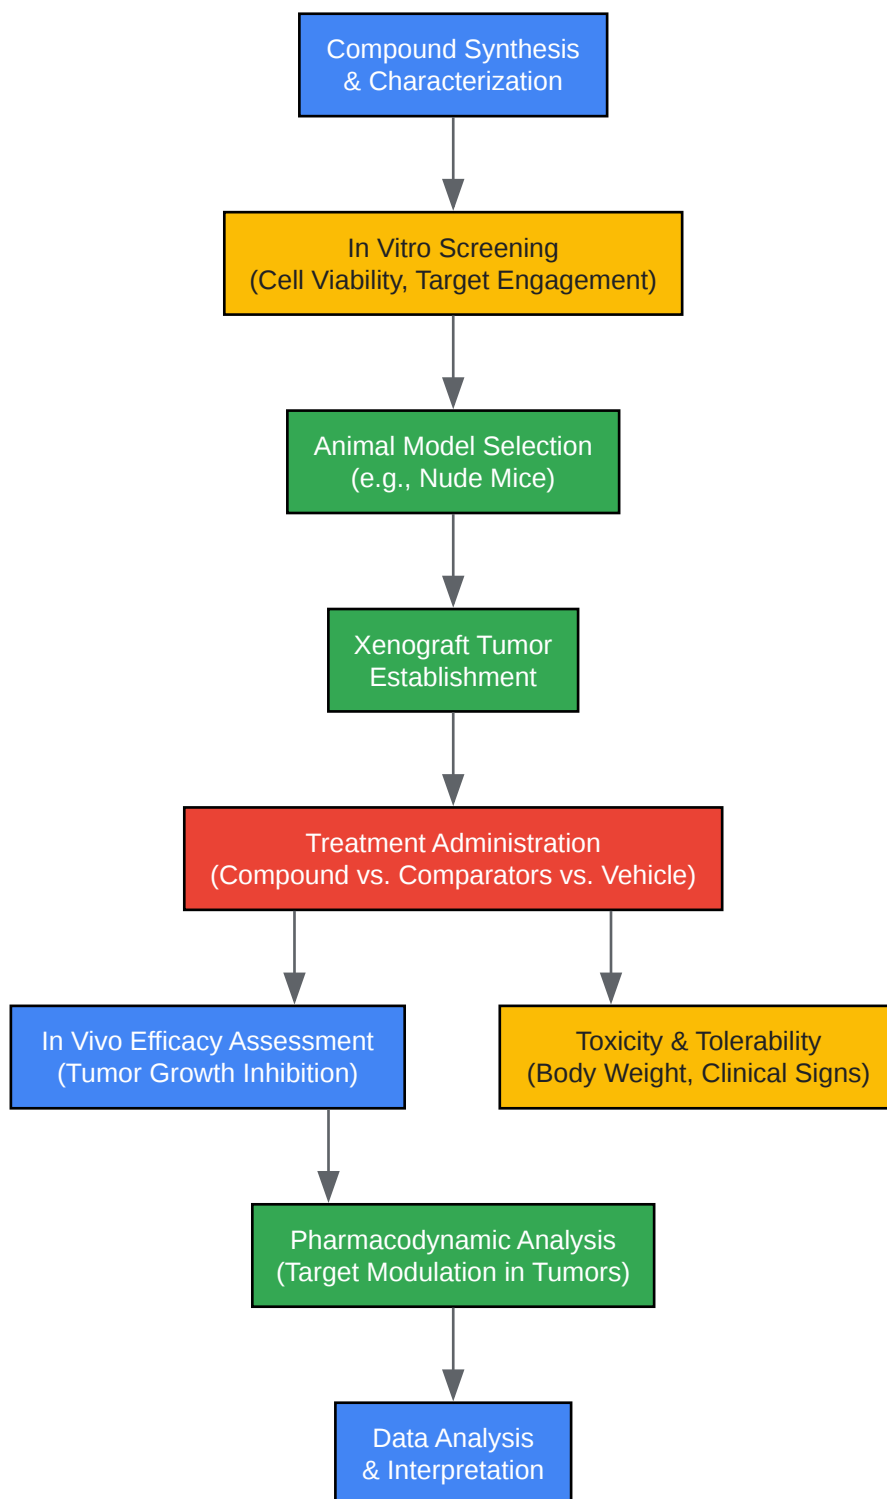 Compound Synthesis
& Characterization
In Vitro Screening
(Cell Viability, Target Engagement)
Animal Model Selection
(e.g., Nude Mice)
Xenograft Tumor
Establishment
Treatment Administration
(Compound vs. Comparators vs. Vehicle)
In Vivo Efficacy Assessment
(Tumor Growth Inhibition)
Toxicity & Tolerability
(Body Weight, Clinical Signs)
Pharmacodynamic Analysis
(Target Modulation in Tumors)
Data Analysis
& Interpretation